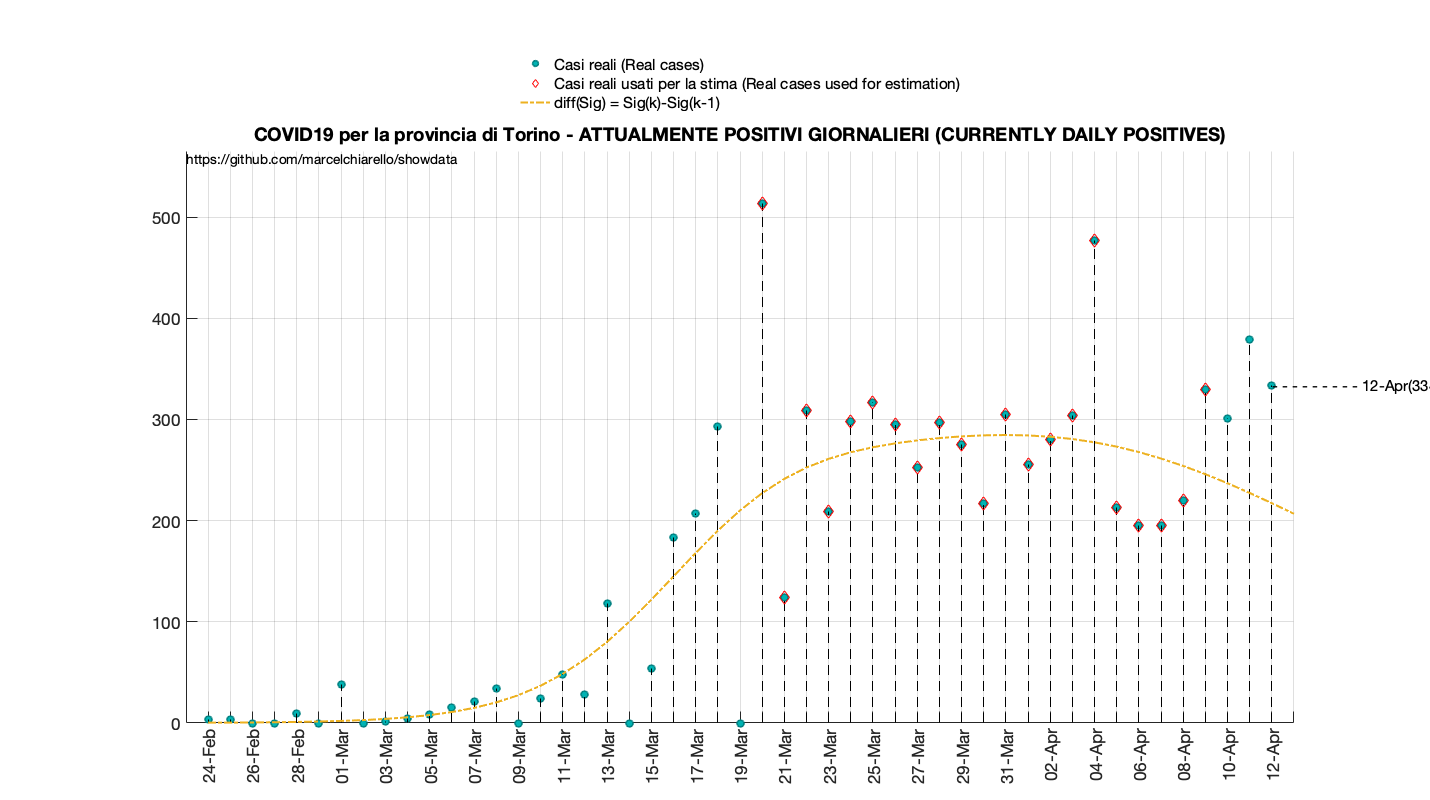 Casi reali (Real cases)
Casi reali usati per la stima (Real cases used for estimation)
diff(Sig) = Sig(k)-Sig(k-1)
COVID19 per la provincia di Torino - ATTUALMENTE POSITIVI GIORNALIERI (CURRENTLY DAILY POSITIVES)
https://github.com/marcelchiarello/showdata
500
400
300
200
100
0
12-Apr(33
24-Feb
26-Feb
28-Feb
01-Mar
03-Mar
05-Mar
07-Mar
09-Mar
11-Mar
13-Mar
15-Mar
17-Mar
19-Mar
21-Mar
23-Mar
25-Mar
27-Mar
29-Mar
31-Mar
02-Apr
04-Apr
06-Apr
08-Apr
10-Apr
12-Apr